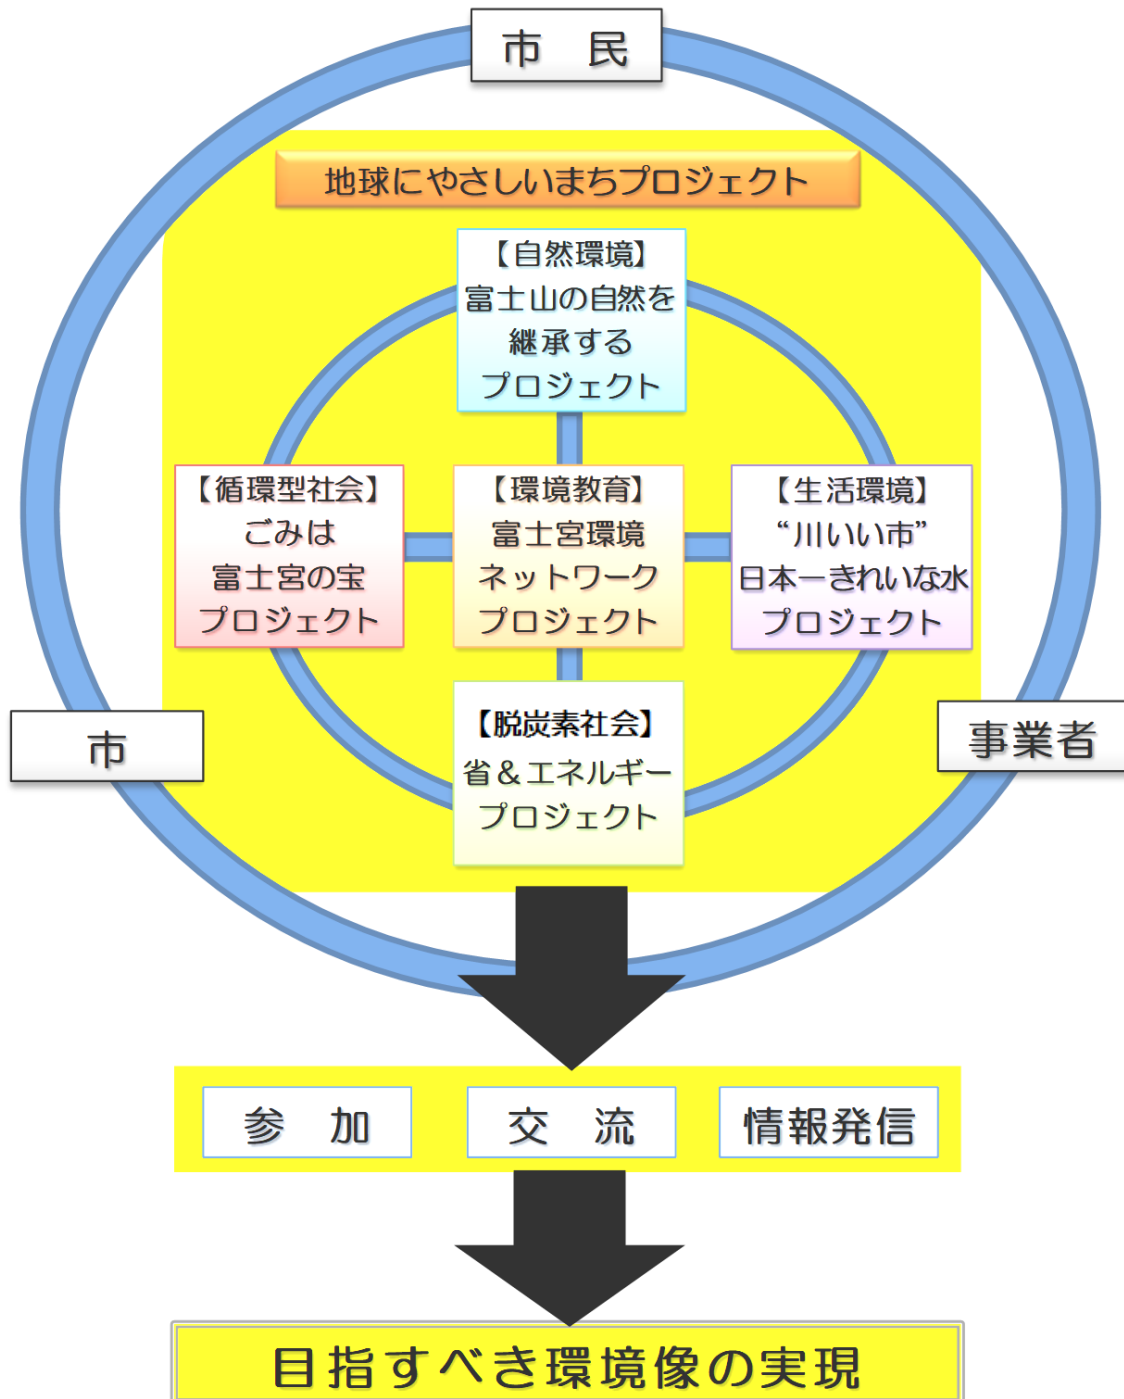 市　民
地球にやさしいまちプロジェクト
【自然環境】
富士山の自然を
継承する
プロジェクト
【循環型社会】
ごみは
富士宮の宝
プロジェクト
【環境教育】
富士宮環境
ネットワーク
プロジェクト
【生活環境】
“川いい市”
日本一きれいな水
プロジェクト
【脱炭素社会】
省＆エネルギー
プロジェクト
市
事業者
参　加
交　流
情報発信
目指すべき環境像の実現